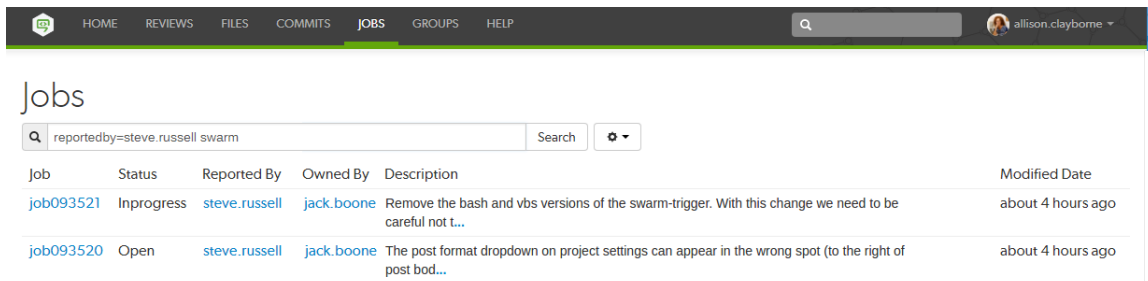 HOME REVIEWS FILES COMMITS JOBS GROUPS HELP allison.clayborne
Jobs
reportedby=steve.russell swarm Search
Job Status Reported By Owned By Description Modified Date
job093521 Inprogress steve.russell jack.boone Remove the bash and vbs versions of the swarm-trigger. With this change we need to be about 4 hours ago
careful not t...
job093520 Open steve.russell jack.boone The post format dropdown on project settings can appear in the wrong spot (to the right of about 4 hours ago
post bod...